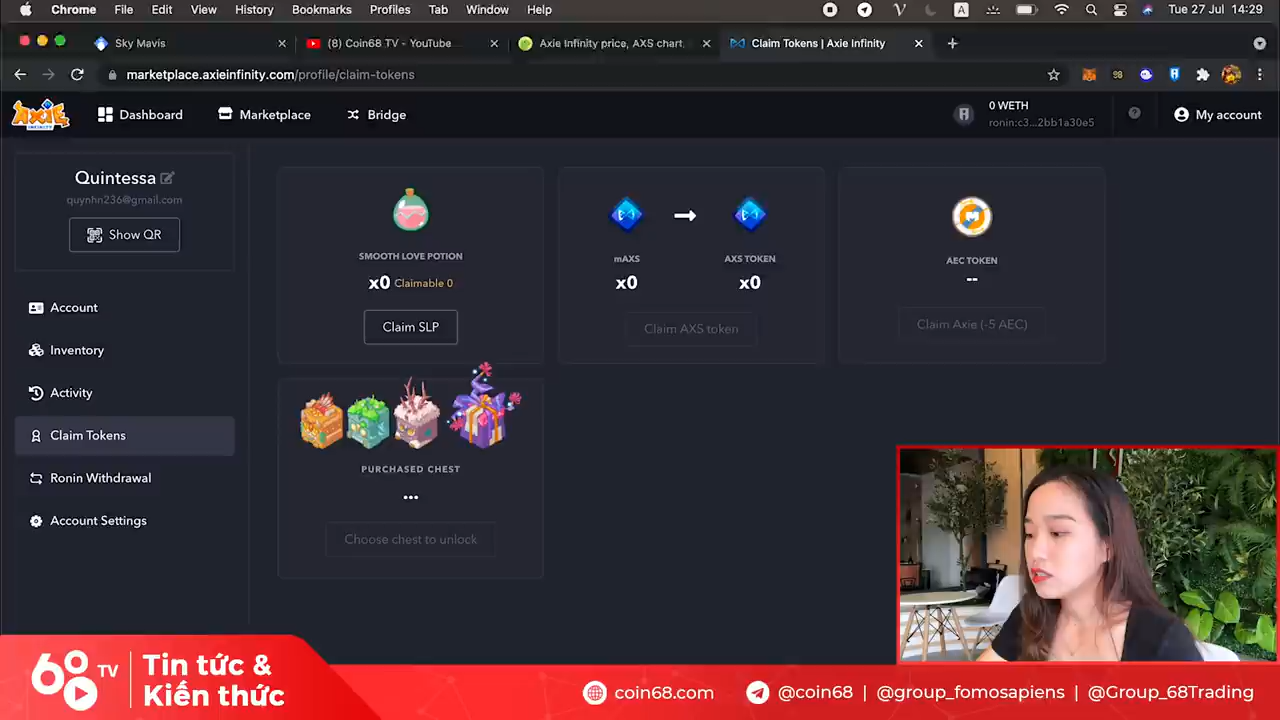 Chrome File Edit View History Bookmarks Profiles Tab Window Help
A
Tue 27 Jul 14:29
Sky Mavis
(8) Coin68 TV - YouTube
Axie Infinity price, AXS chart,
Claim Tokens | Axie Infinity
marketplace.axieinfinity.com/profile/claim-tokens
AXIE
INFINITY
Dashboard
Marketplace
Bridge
0 WETH
ronin:c3...2bb1a30e5
?
My account
Quintessa
quynhn236@gmail.com
Show QR
Account
Inventory
Activity
Claim Tokens
Ronin Withdrawal
Account Settings
SMOOTH LOVE POTION
x0 Claimable 0
Claim SLP
mAXS
x0
AXS TOKEN
x0
Claim AXS token
AEC TOKEN
--
Claim Axie (-5 AEC)
PURCHASED CHEST
...
Choose chest to unlock
68 TV
Tin tức &
Kiến thức
coin68.com
@coin68 | @group_fomosapiens | @Group_68Trading